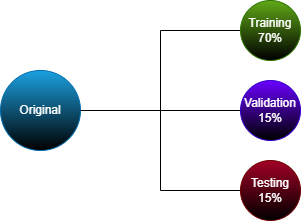 Original
Training
70%
Validation
15%
Testing
15%